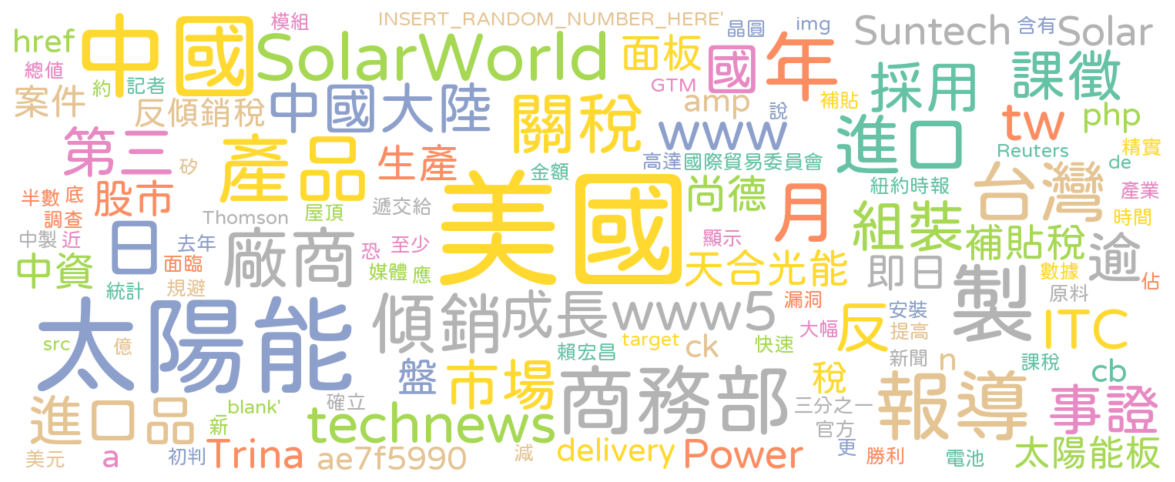 INSERT_RANDOM_NUMBER_HERE'
模組
href
中國
SolarWorld
面板
晶圓
img
Suntech
含有
Solar
總值
約
記者
國
年
GTM
採用
課徵
案件
反傾銷稅
中國大陸
關稅
amp
補貼
說
www
進口
tw
php
第三
矽
產品
生產
金額
高達
國際貿易委員會
Reuters
de
精實
半數
底
股市
調查
Thomson
屋頂
遞交給
美國
尚德
月
紐約時報
台灣
產業
時間
中製
近
日
去年
廠商
恐
至少
顯示
組裝
補貼稅
逾
中資
面臨
媒體
應
天合光能
即日
製
數據
佔
統計
規避
原料
太陽能
傾銷
成長
www5
漏洞
大幅
反
安裝
提高
ITC
src
億
target
ck
快速
賴宏昌
新聞
n
課稅
cb
盤
市場
商務部
稅
報導
事證
進口品
_blank'
新
確立
technews
三分之一
官方
更
美元
a
初判
Trina
ae7f5990
減
delivery
Power
勝利
電池
太陽能板